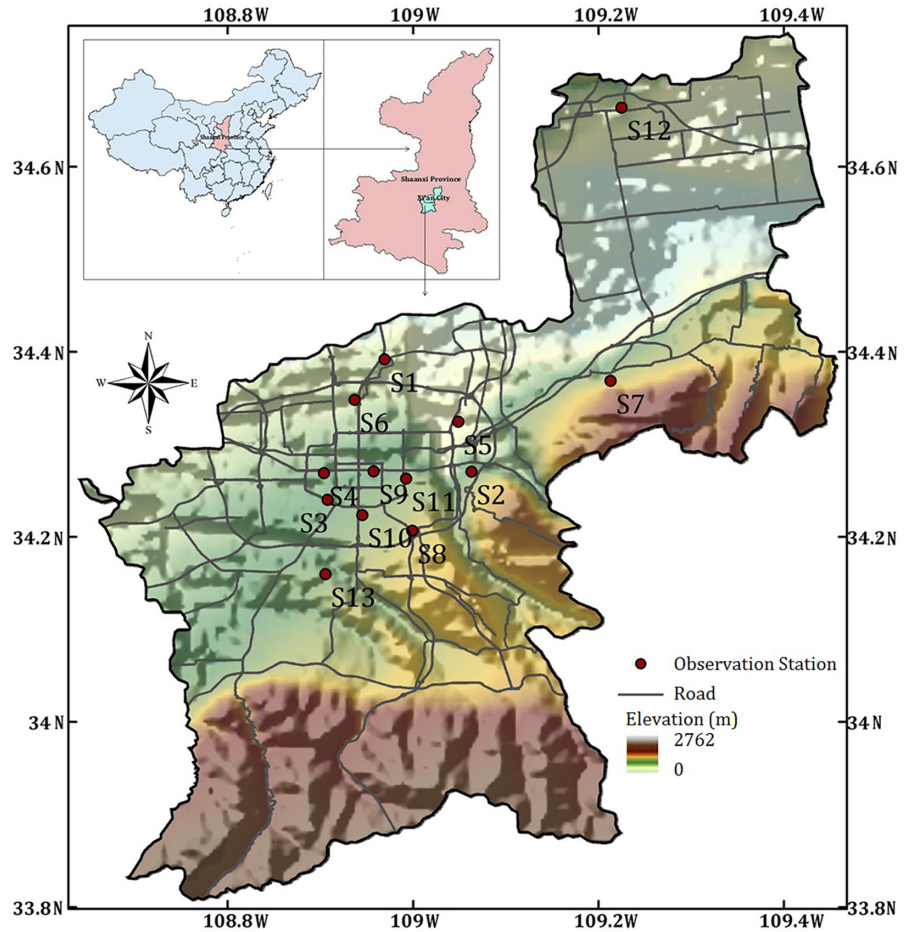 108.8W 109W 109.2W 109.4W
Shaanxi Province
Shaanxi Province
Xi'an City
34.6N 34.6N
S12
34.4N 34.4N
N
W E
S
S1
S7
S6
S5
S4 S9 S11 S2
S3 S10
S8
34.2N 34.2N
S13
Observation Station
Road
34N 34N
Elevation (m)
2762
0
33.8N 33.8N
108.8W 109W 109.2W 109.4W